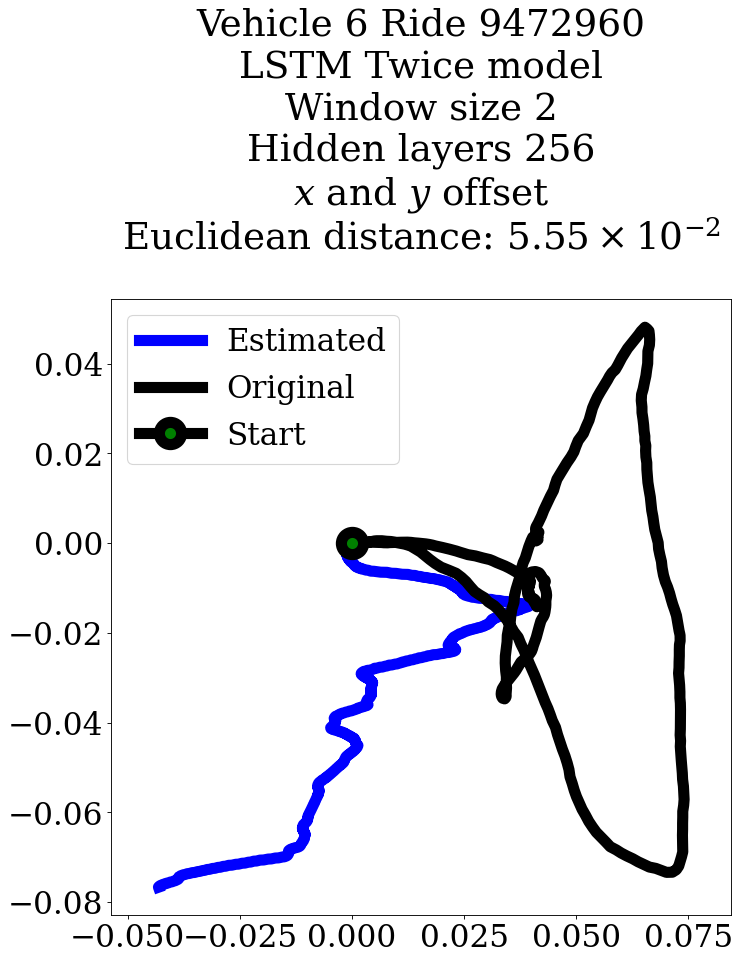 Vehicle 6 Ride 9472960
LSTM Twice model
Window size 2
Hidden layers 256
x and y offset
Euclidean distance: 5.55 × 10⁻²
Estimated
Original
Start
0.04
0.02
0.00
−0.02
−0.04
−0.06
−0.08
−0.050 −0.025 0.000 0.025 0.050 0.075